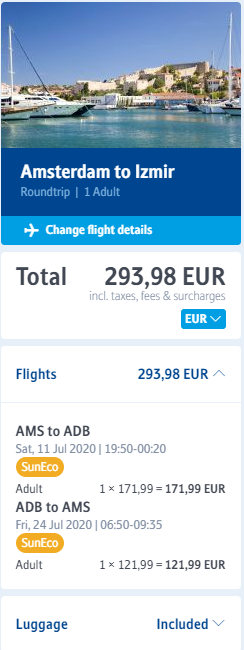 Amsterdam to Izmir
Roundtrip | 1 Adult
Change flight details
Total 293,98 EUR
incl. taxes, fees & surcharges
EUR
Flights 293,98 EUR
AMS to ADB
Sat, 11 Jul 2020 | 19:50-00:20
SunEco
Adult 1 × 171,99 = 171,99 EUR
ADB to AMS
Fri, 24 Jul 2020 | 06:50-09:35
SunEco
Adult 1 × 121,99 = 121,99 EUR
Luggage Included